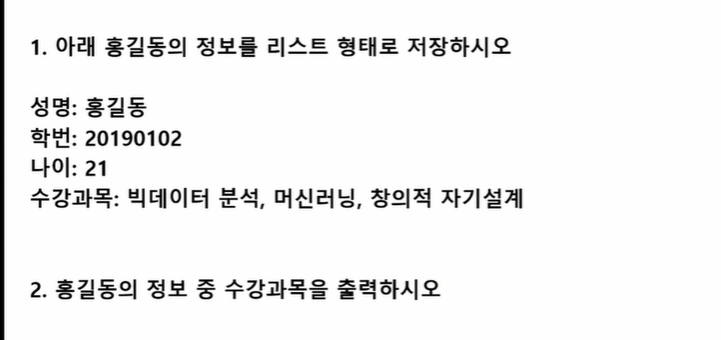 1. 아래 홍길동의 정보를 리스트 형태로 저장하시오
성명: 홍길동
학번: 20190102
나이: 21
수강과목: 빅데이터 분석, 머신러닝, 창의적 자기설계
2. 홍길동의 정보 중 수강과목을 출력하시오